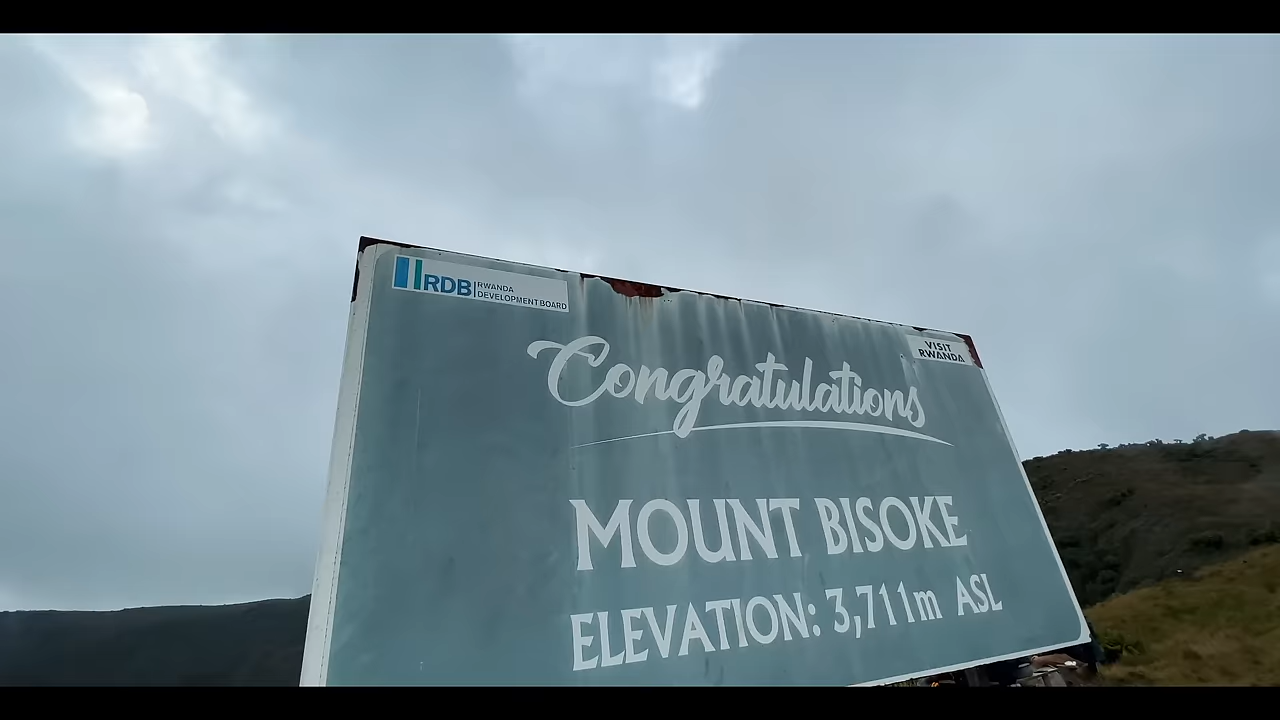 RDB RWANDA
DEVELOPMENT BOARD
VISIT
RWANDA
Congratulations
MOUNT BISOKE
ELEVATION: 3,711m ASL